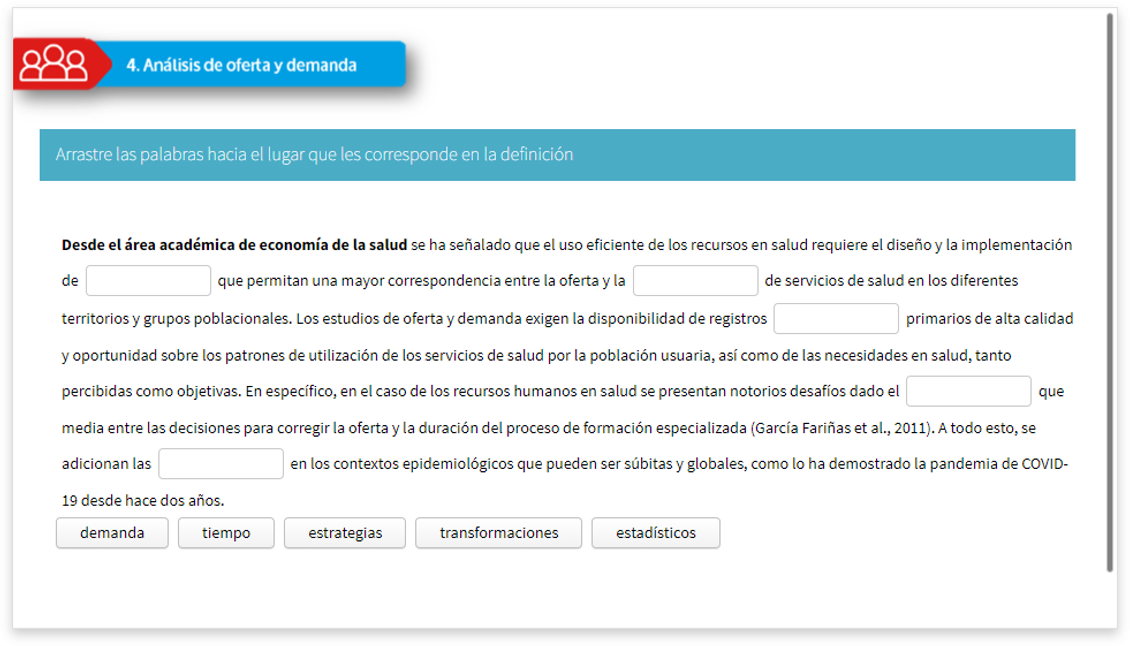 4. Análisis de oferta y demanda
Arrastre las palabras hacia el lugar que les corresponde en la definición
Desde el área académica de economía de la salud se ha señalado que el uso eficiente de los recursos en salud requiere el diseño y la implementación
de que permitan una mayor correspondencia entre la oferta y la de servicios de salud en los diferentes
territorios y grupos poblacionales. Los estudios de oferta y demanda exigen la disponibilidad de registros primarios de alta calidad
y oportunidad sobre los patrones de utilización de los servicios de salud por la población usuaria, así como de las necesidades en salud, tanto
percibidas como objetivas. En específico, en el caso de los recursos humanos en salud se presentan notorios desafíos dado el que
media entre las decisiones para corregir la oferta y la duración del proceso de formación especializada (García Fariñas et al., 2011). A todo esto, se
adicionan las en los contextos epidemiológicos que pueden ser súbitas y globales, como lo ha demostrado la pandemia de COVID-
19 desde hace dos años.
demanda tiempo estrategias transformaciones estadísticos